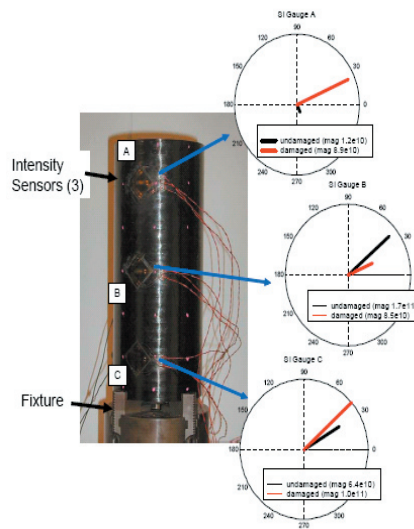 SI Gauge A
90
120
60
150
30
180
0
210
240
270
300
undamaged (mag 1.2e10)
damaged (mag 8.9e10)
A
Intensity
Sensors (3)
SI Gauge B
90
120
60
150
30
180
0
210
240
270
300
undamaged (mag 1.7e11)
damaged (mag 8.5e10)
B
SI Gauge C
90
120
60
150
30
180
0
210
240
270
300
undamaged (mag 6.4e10)
damaged (mag 1.0e11)
C
Fixture